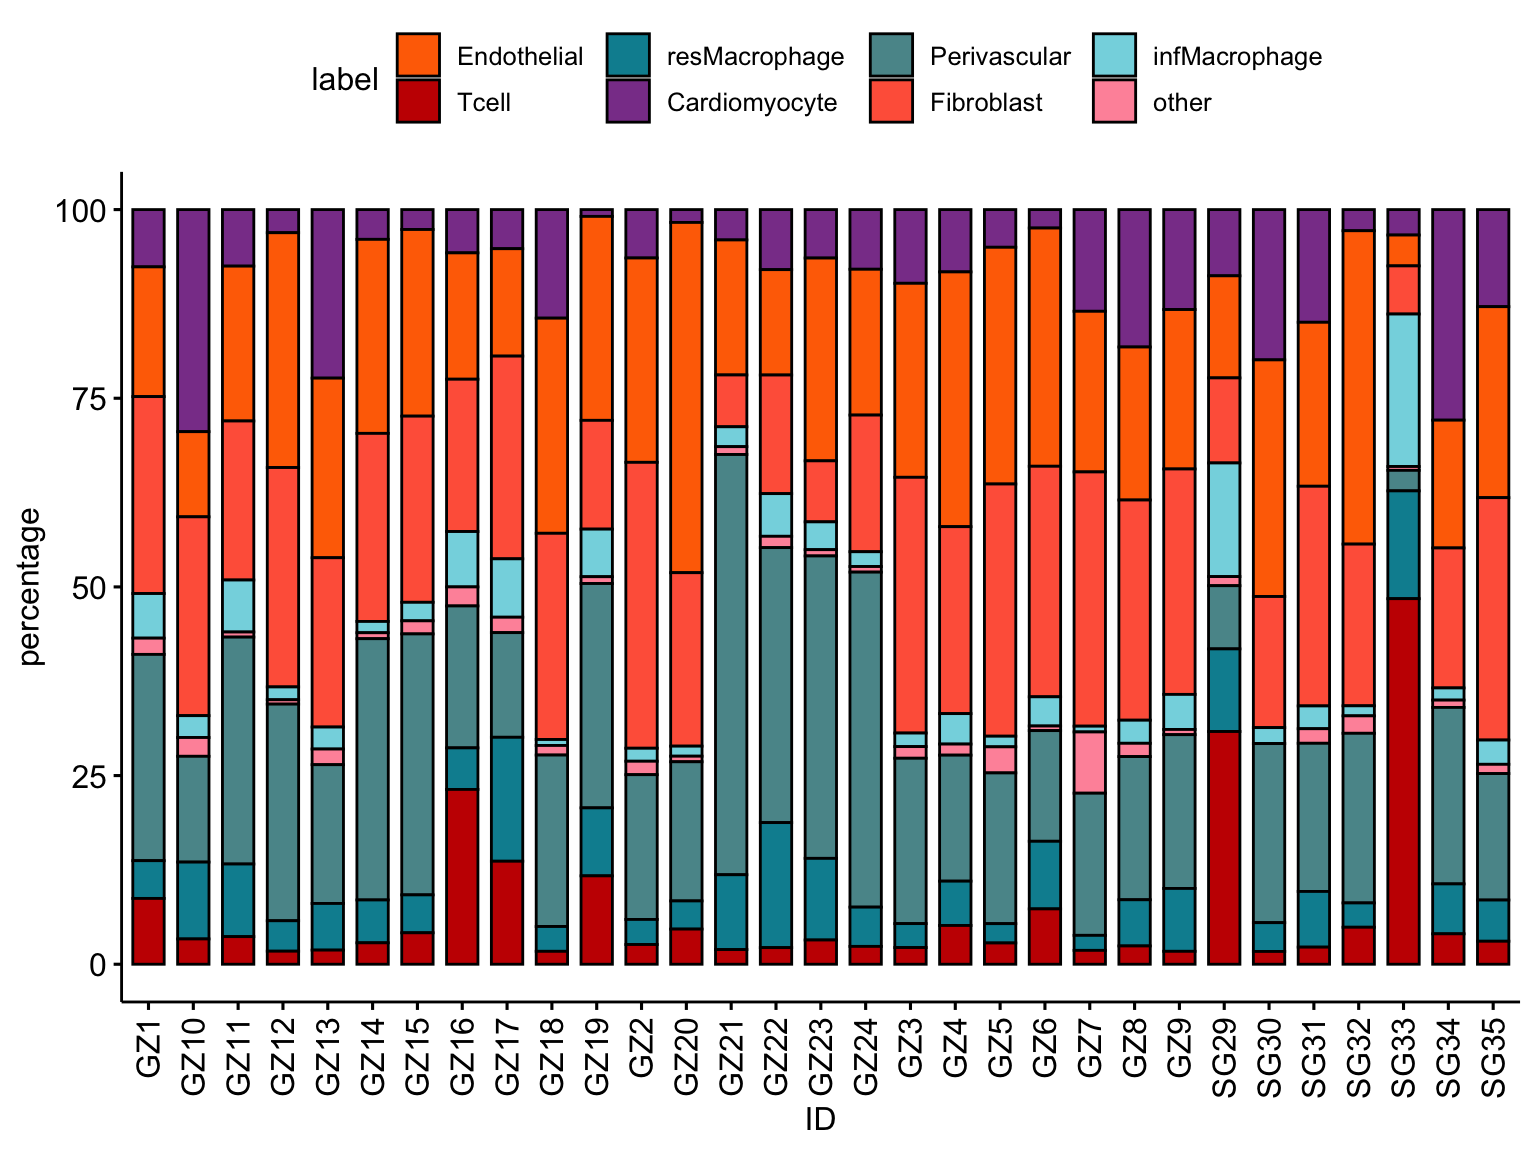 label
Endothelial resMacrophage Perivascular infMacrophage
Tcell Cardiomyocyte Fibroblast other
percentage
100
75
50
25
0
GZ1 GZ10 GZ11 GZ12 GZ13 GZ14 GZ15 GZ16 GZ17 GZ18 GZ19 GZ2 GZ20 GZ21 GZ22 GZ23 GZ24 GZ3 GZ4 GZ5 GZ6 GZ7 GZ8 GZ9 SG29 SG30 SG31 SG32 SG33 SG34 SG35
ID